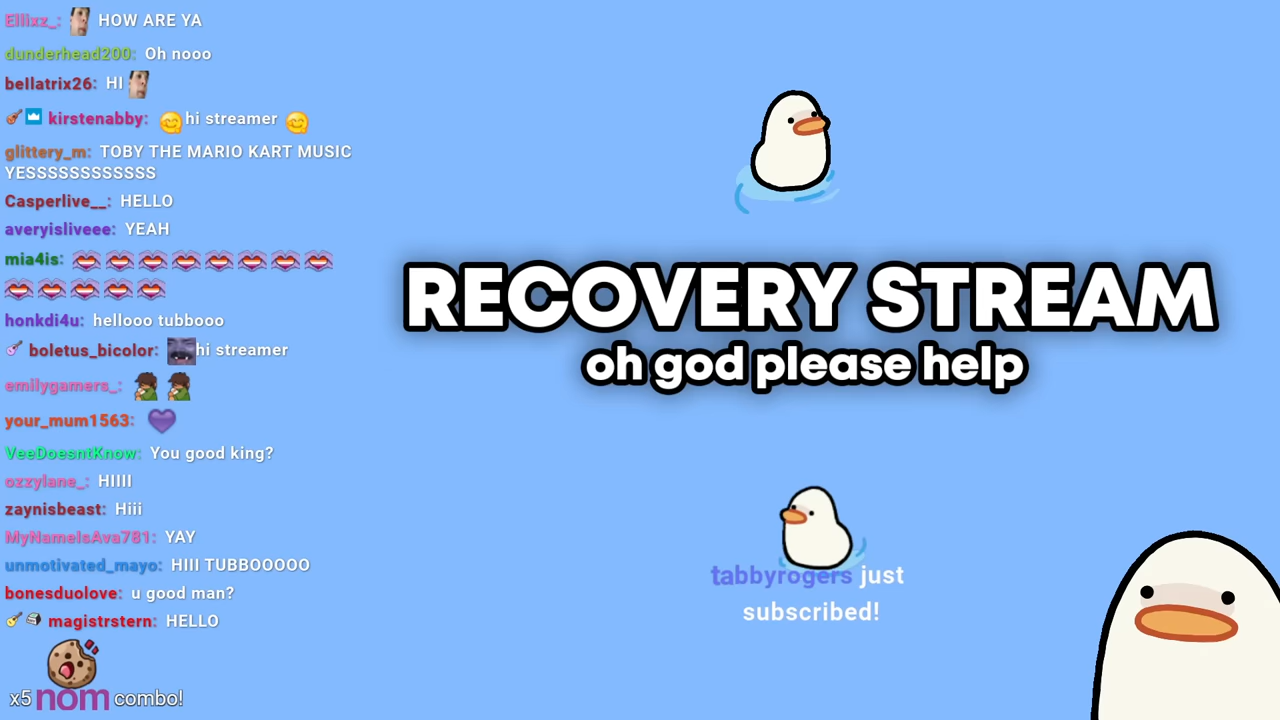 Ellixz_: HOW ARE YA
dunderhead200: Oh nooo
bellatrix26: HI
kirstenabby: hi streamer
glittery_m: TOBY THE MARIO KART MUSIC
YESSSSSSSSSSS
Casperlive__: HELLO
averyisliveee: YEAH
mia4is:
honkdi4u: hellooo tubbooo
boletus_bicolor: hi streamer
emilygamers_:
your_mum1563:
VeeDoesntKnow: You good king?
ozzylane_: HIIII
zaynisbeast: Hiii
MyNameIsAva781: YAY
unmotivated_mayo: HIII TUBBOOOOO
bonesduolove: u good man?
magistrstern: HELLO
x5 nom combo!
RECOVERY STREAM
oh god please help
tabbyrogers just
subscribed!